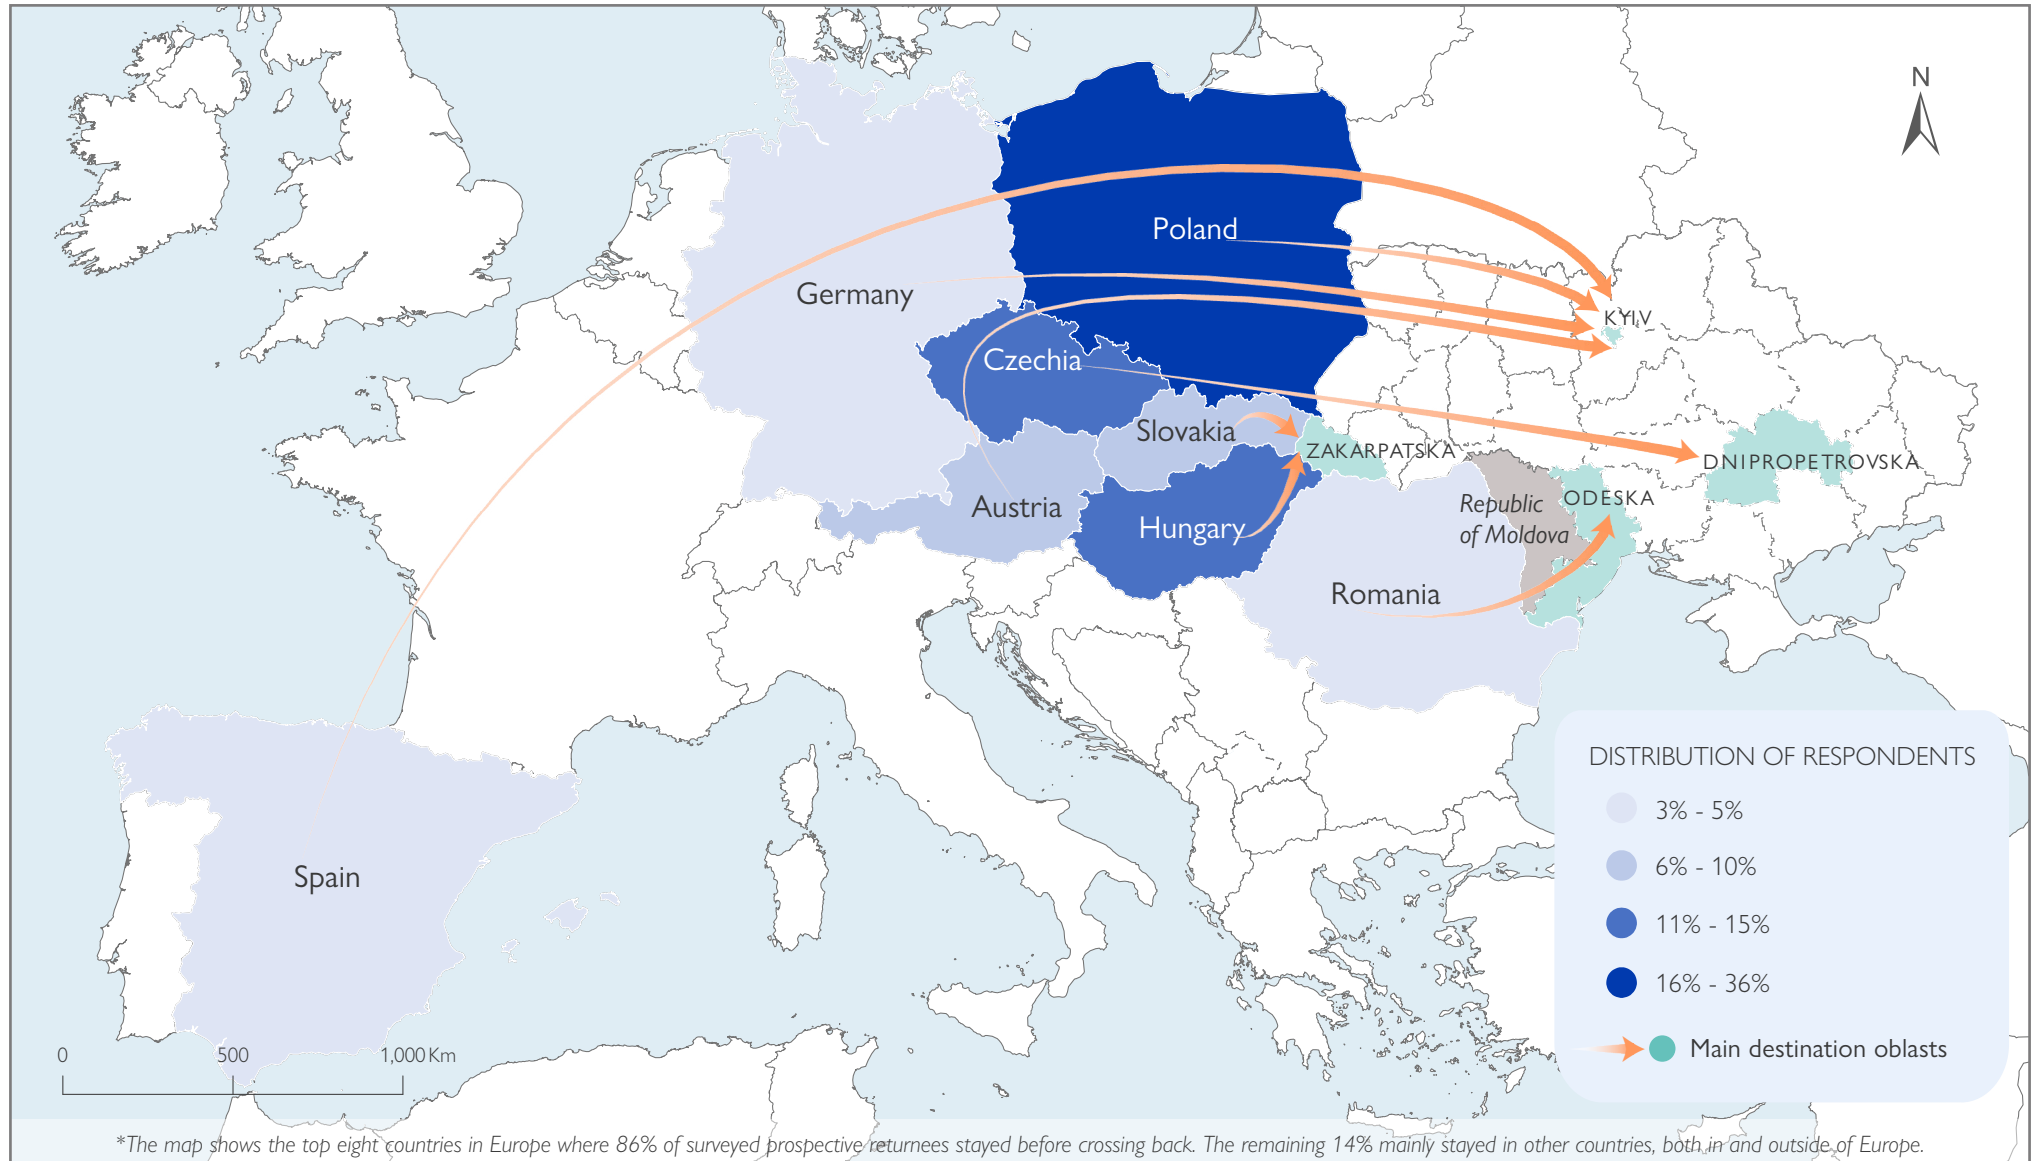 N
Poland
Germany
KYIV
Czechia
Slovakia
ZAKARPATSKA
DNIPROPETROVSKA
Republic
of Moldova
ODESKA
Austria
Hungary
Romania
Spain
DISTRIBUTION OF RESPONDENTS
3% - 5%
6% - 10%
11% - 15%
16% - 36%
Main destination oblasts
0 500 1,000 Km
*The map shows the top eight countries in Europe where 86% of surveyed prospective returnees stayed before crossing back. The remaining 14% mainly stayed in other countries, both in and outside of Europe.